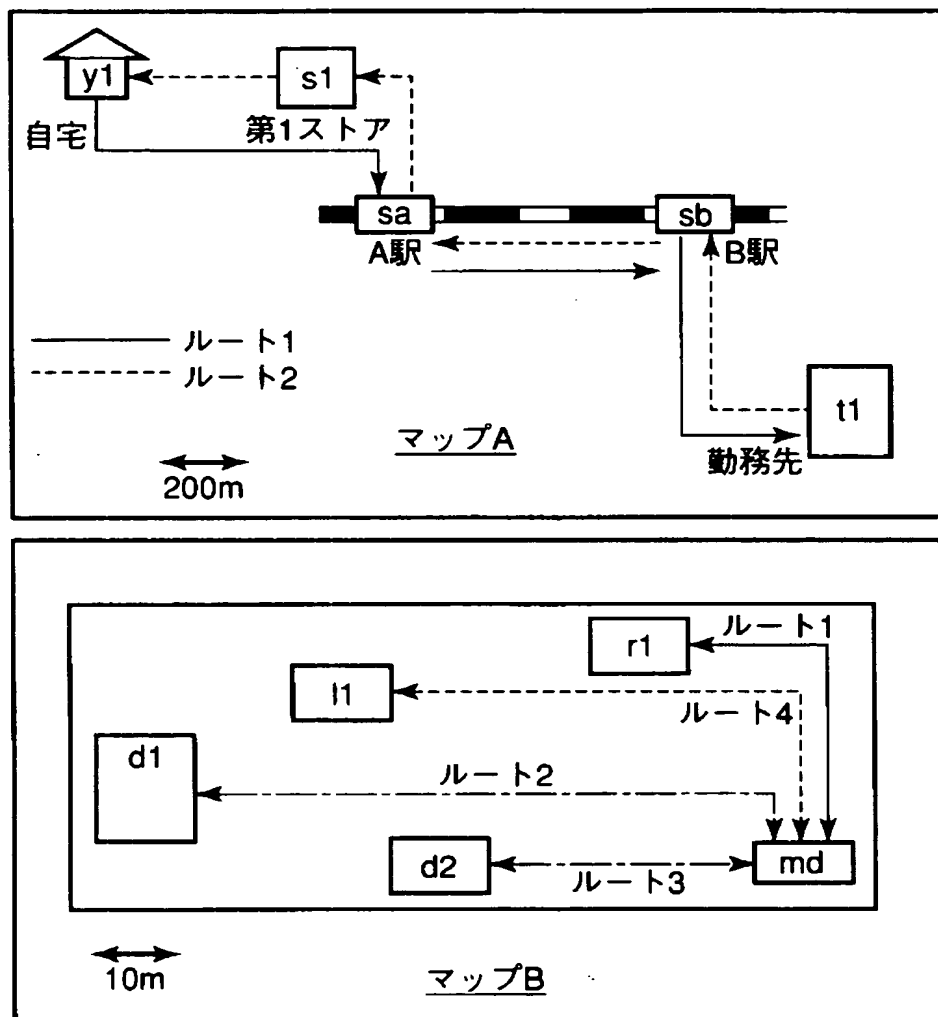 y1
s1
自宅
第1ストア
sa
sb
A駅
B駅
ルート1
ルート2
t1
マップA
勤務先
200m
ルート1
r1
l1
ルート4
d1
ルート2
d2
md
ルート3
10m
マップB